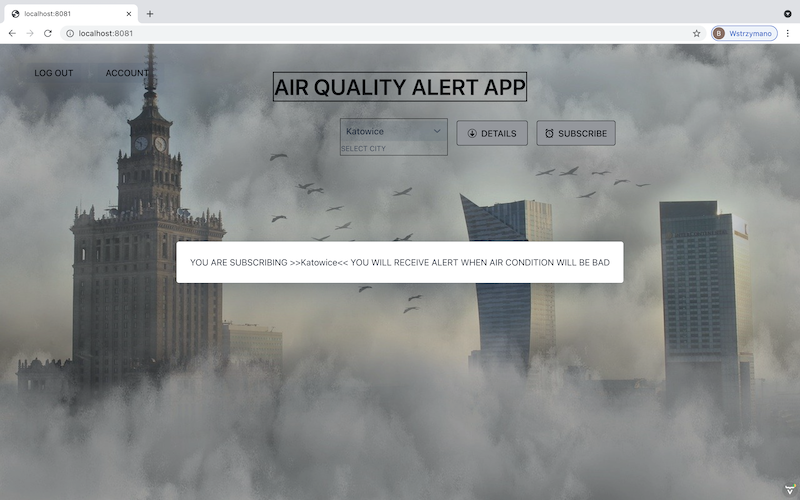 localhost:8081
localhost:8081
B Wstrzymano
LOG OUT
ACCOUNT
AIR QUALITY ALERT APP
Katowice
DETAILS
SUBSCRIBE
SELECT CITY
YOU ARE SUBSCRIBING >>Katowice<< YOU WILL RECEIVE ALERT WHEN AIR CONDITION WILL BE BAD